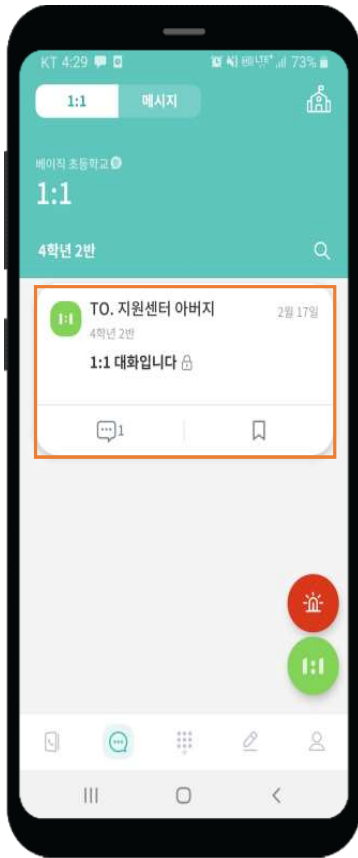 KT 4:29
73%
1:1 메시지
베이직 초등학교
1:1
4학년 2반
1:1
TO. 지원센터 아버지
2월 17일
4학년 2반
1:1 대화입니다
1
1:1